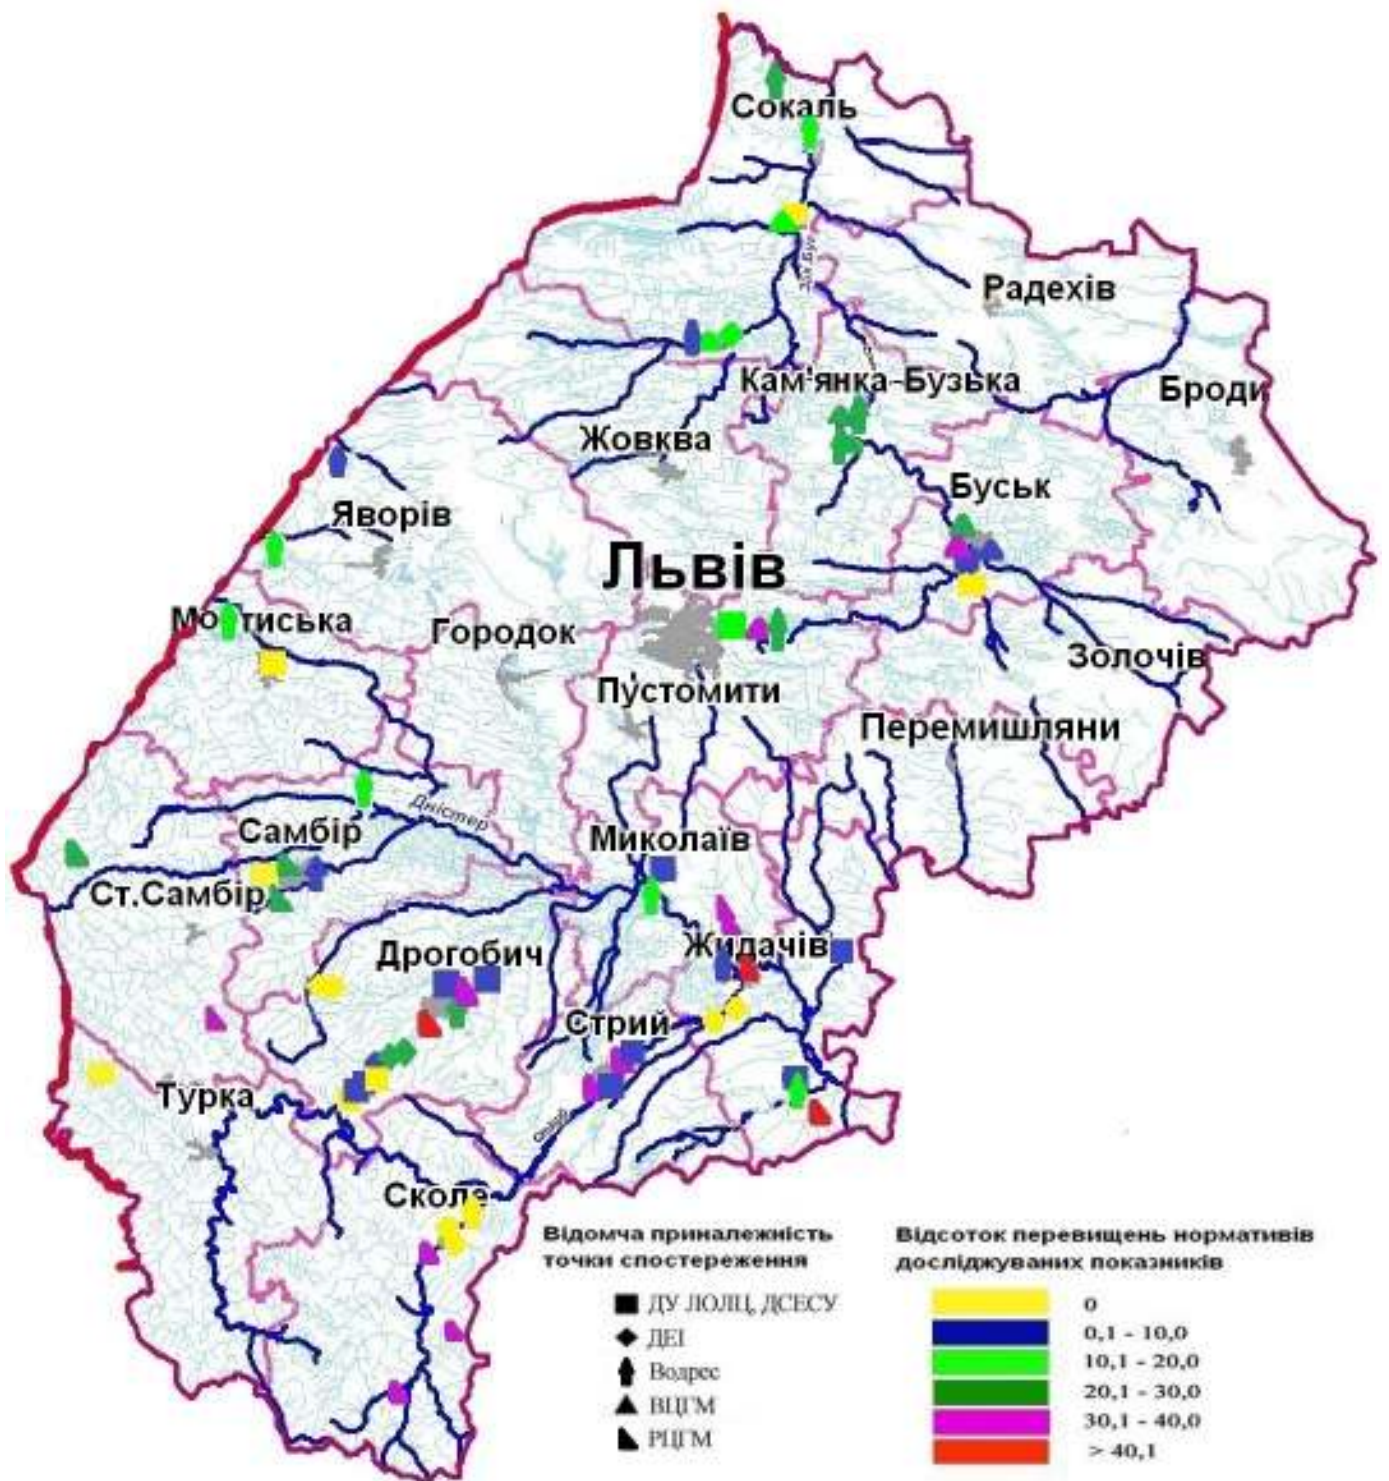 Сокаль
Зах.Буг
Радехів
Кам'янка-Бузька
Броди
Жовква
Буськ
Яворів
Львів
Мостиська
Городок
Золочів
Пустомити
Перемишляни
Дністер
Самбір
Миколаїв
Ст.Самбір
Дрогобич
Жидачів
Стрий
Турка
Сколе
Відомча приналежність
точки спостереження
ДУ ЛОЛЦ, ДСЕСУ
ДЕІ
Водрес
ВЦГМ
РЦГМ
Відсоток перевищень нормативів
досліджуваних показників
0
0,1 - 10,0
10,1 - 20,0
20,1 - 30,0
30,1 - 40,0
> 40,1